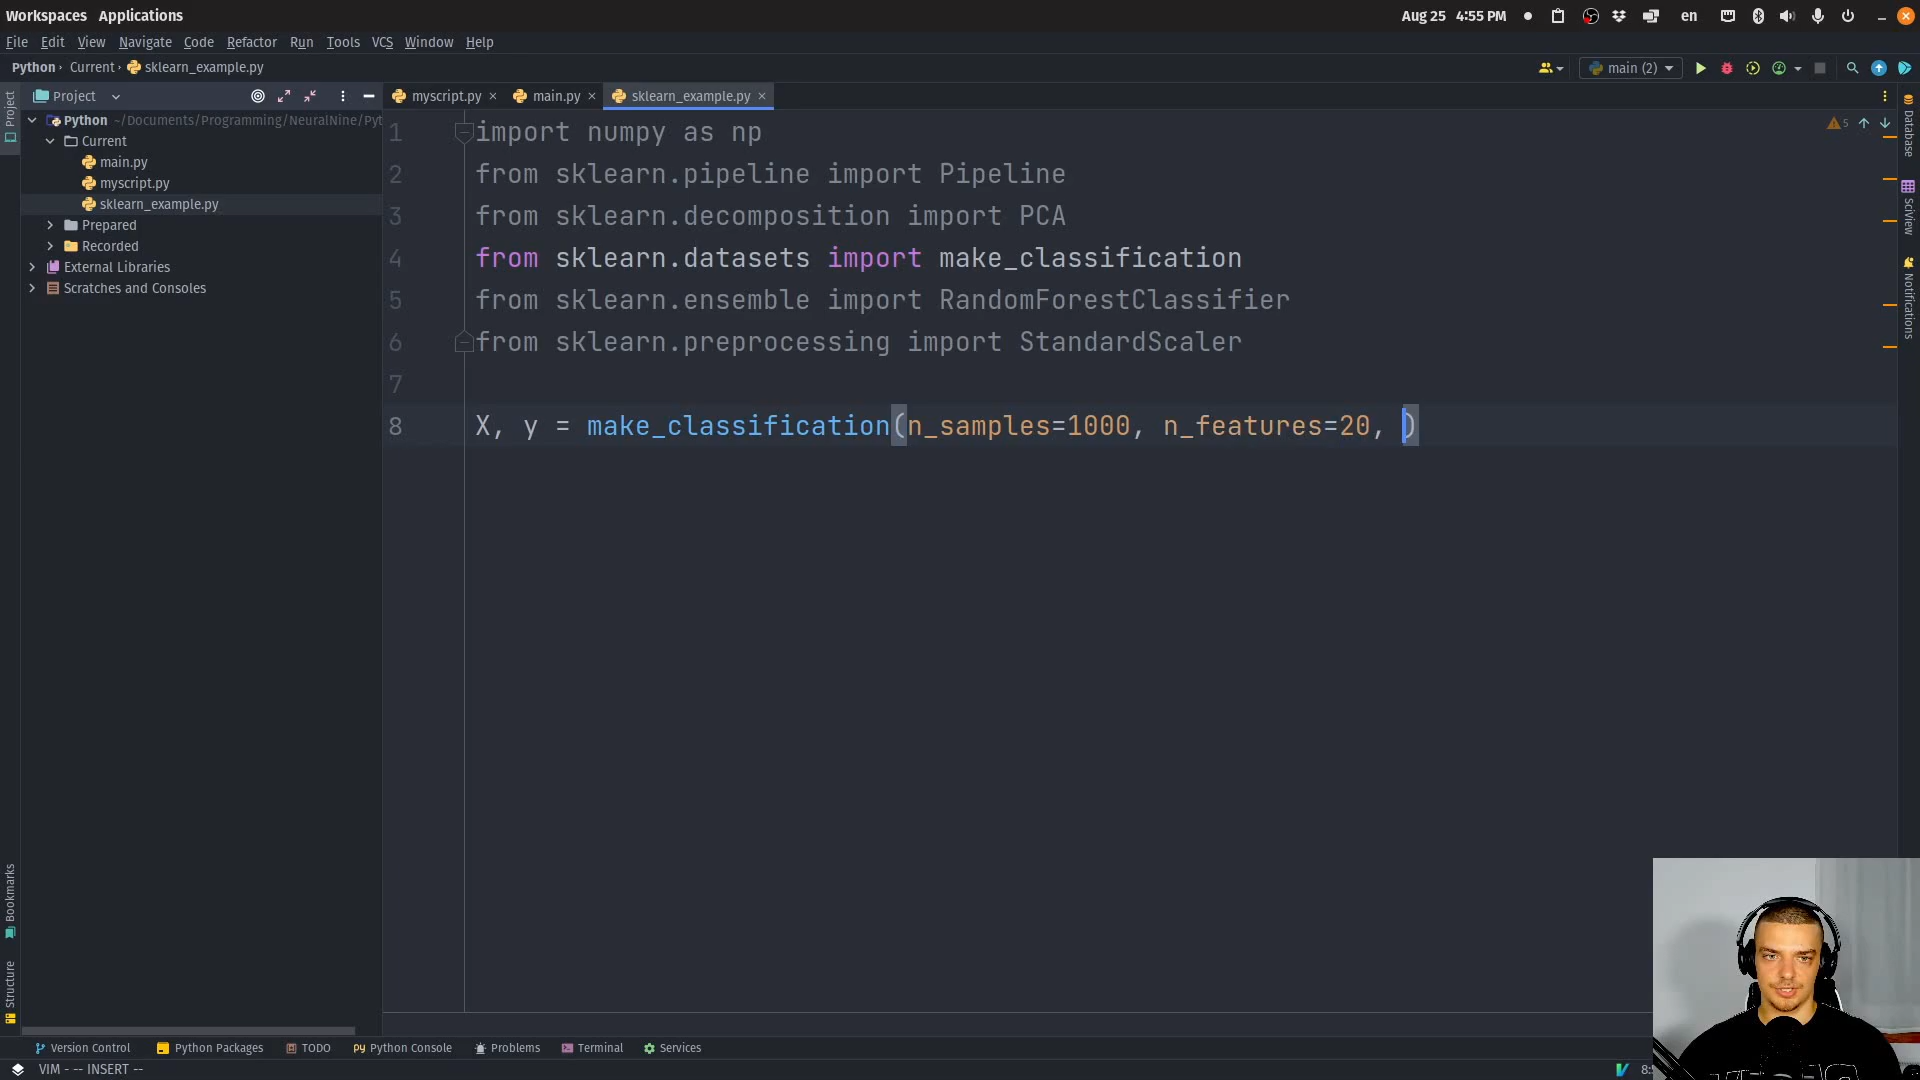 Workspaces Applications
Aug 25 4:55 PM
en
File Edit View Navigate Code Refactor Run Tools VCS Window Help
Python Current sklearn_example.py
main (2)
Project
Project
myscript.py
main.py
sklearn_example.py
Python ~/Documents/Programming/NeuralNine/Pyt
Current
main.py
myscript.py
sklearn_example.py
Prepared
Recorded
External Libraries
Scratches and Consoles
1 import numpy as np
2 from sklearn.pipeline import Pipeline
3 from sklearn.decomposition import PCA
4 from sklearn.datasets import make_classification
5 from sklearn.ensemble import RandomForestClassifier
6 from sklearn.preprocessing import StandardScaler
7
8 X, y = make_classification(n_samples=1000, n_features=20, )
5
Database
SciView
Notifications
Bookmarks
Structure
Version Control Python Packages TODO Python Console Problems Terminal Services
VIM - -- INSERT --